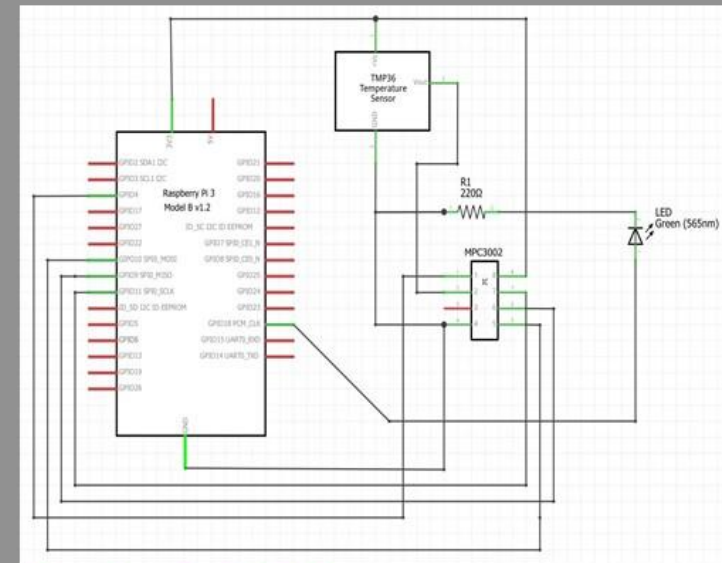 3V3
5V
GPIO2 SDA1 I2C
GPIO3 SCL1 I2C
GPIO4
GPIO17
GPIO27
GPIO22
GPIO10 SPI0_MOSI
GPIO9 SPI0_MISO
GPIO11 SPI0_SCLK
ID_SD I2C ID EEPROM
GPIO5
GPIO6
GPIO13
GPIO19
GPIO26
Raspberry Pi 3
Model B v1.2
GPIO21
GPIO20
GPIO16
GPIO12
ID_SC I2C ID EEPROM
GPIO7 SPI0_CE1_N
GPIO8 SPI0_CE0_N
GPIO25
GPIO24
GPIO23
GPIO18 PCM_CLK
GPIO15 UART0_RXD
GPIO14 UART0_TXD
GND
TMP36
Temperature
Sensor
Vout
GND
R1
220Ω
LED
Green (565nm)
MPC3002
IC